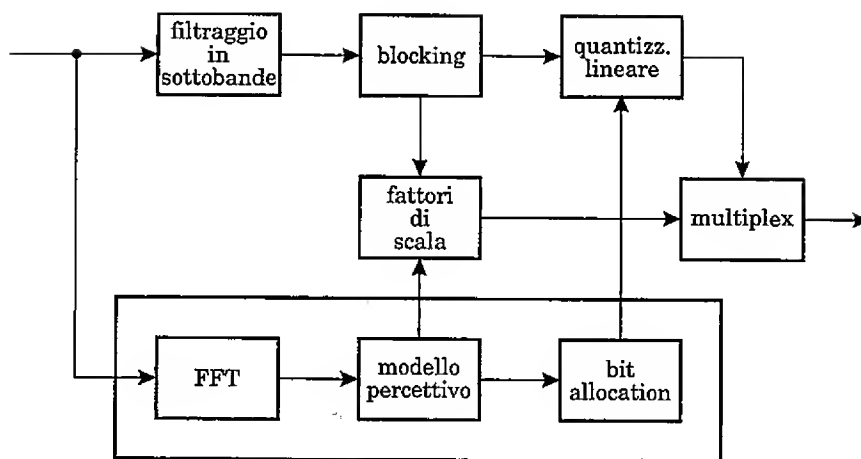 filtraggio
in
sottobande
blocking
quantizz.
lineare
fattori
di
scala
multiplex
FFT
modello
percettivo
bit
allocation